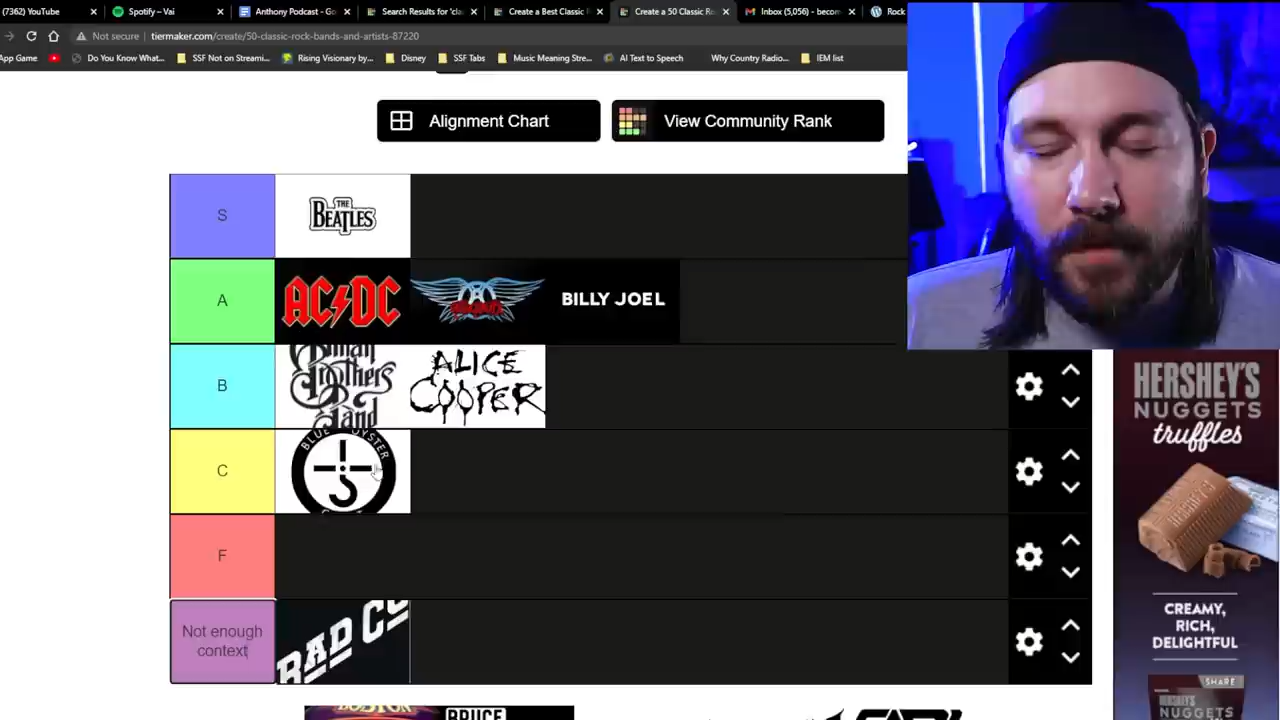 (7362) YouTube
Spotify – Vai
Anthony Podcast - Go
Search Results for 'cla
Create a Best Classic
Create a 50 Classic Ro
Inbox (5,056) - becom
Rock
Not secure | tiermaker.com/create/50-classic-rock-bands-and-artists-87220
App Game
Do You Know What...
SSF Not on Streami...
Rising Visionary by...
Disney
SSF Tabs
Music Meaning Stre...
AI Text to Speech
Why Country Radio...
IEM list
Alignment Chart
View Community Rank
S
THE
BEATLES
A
AC DC
AEROSMITH
BILLY JOEL
B
Brothers
Band
ALICE
COOPER
C
BLUE OYSTER
F
Not enough
context
BAD CO
BOSTON
BRUCE
HERSHEY'S
NUGGETS
truffles
CREAMY,
RICH,
DELIGHTFUL
SHARE
HERSHEY'S
NUGGETS